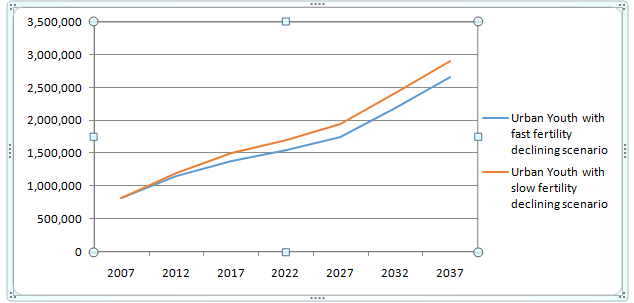 3,500,000
3,000,000
2,500,000
2,000,000
1,500,000
1,000,000
500,000
0
2007 2012 2017 2022 2027 2032 2037
Urban Youth with
fast fertility
declining scenario
Urban Youth with
slow fertility
declining scenario